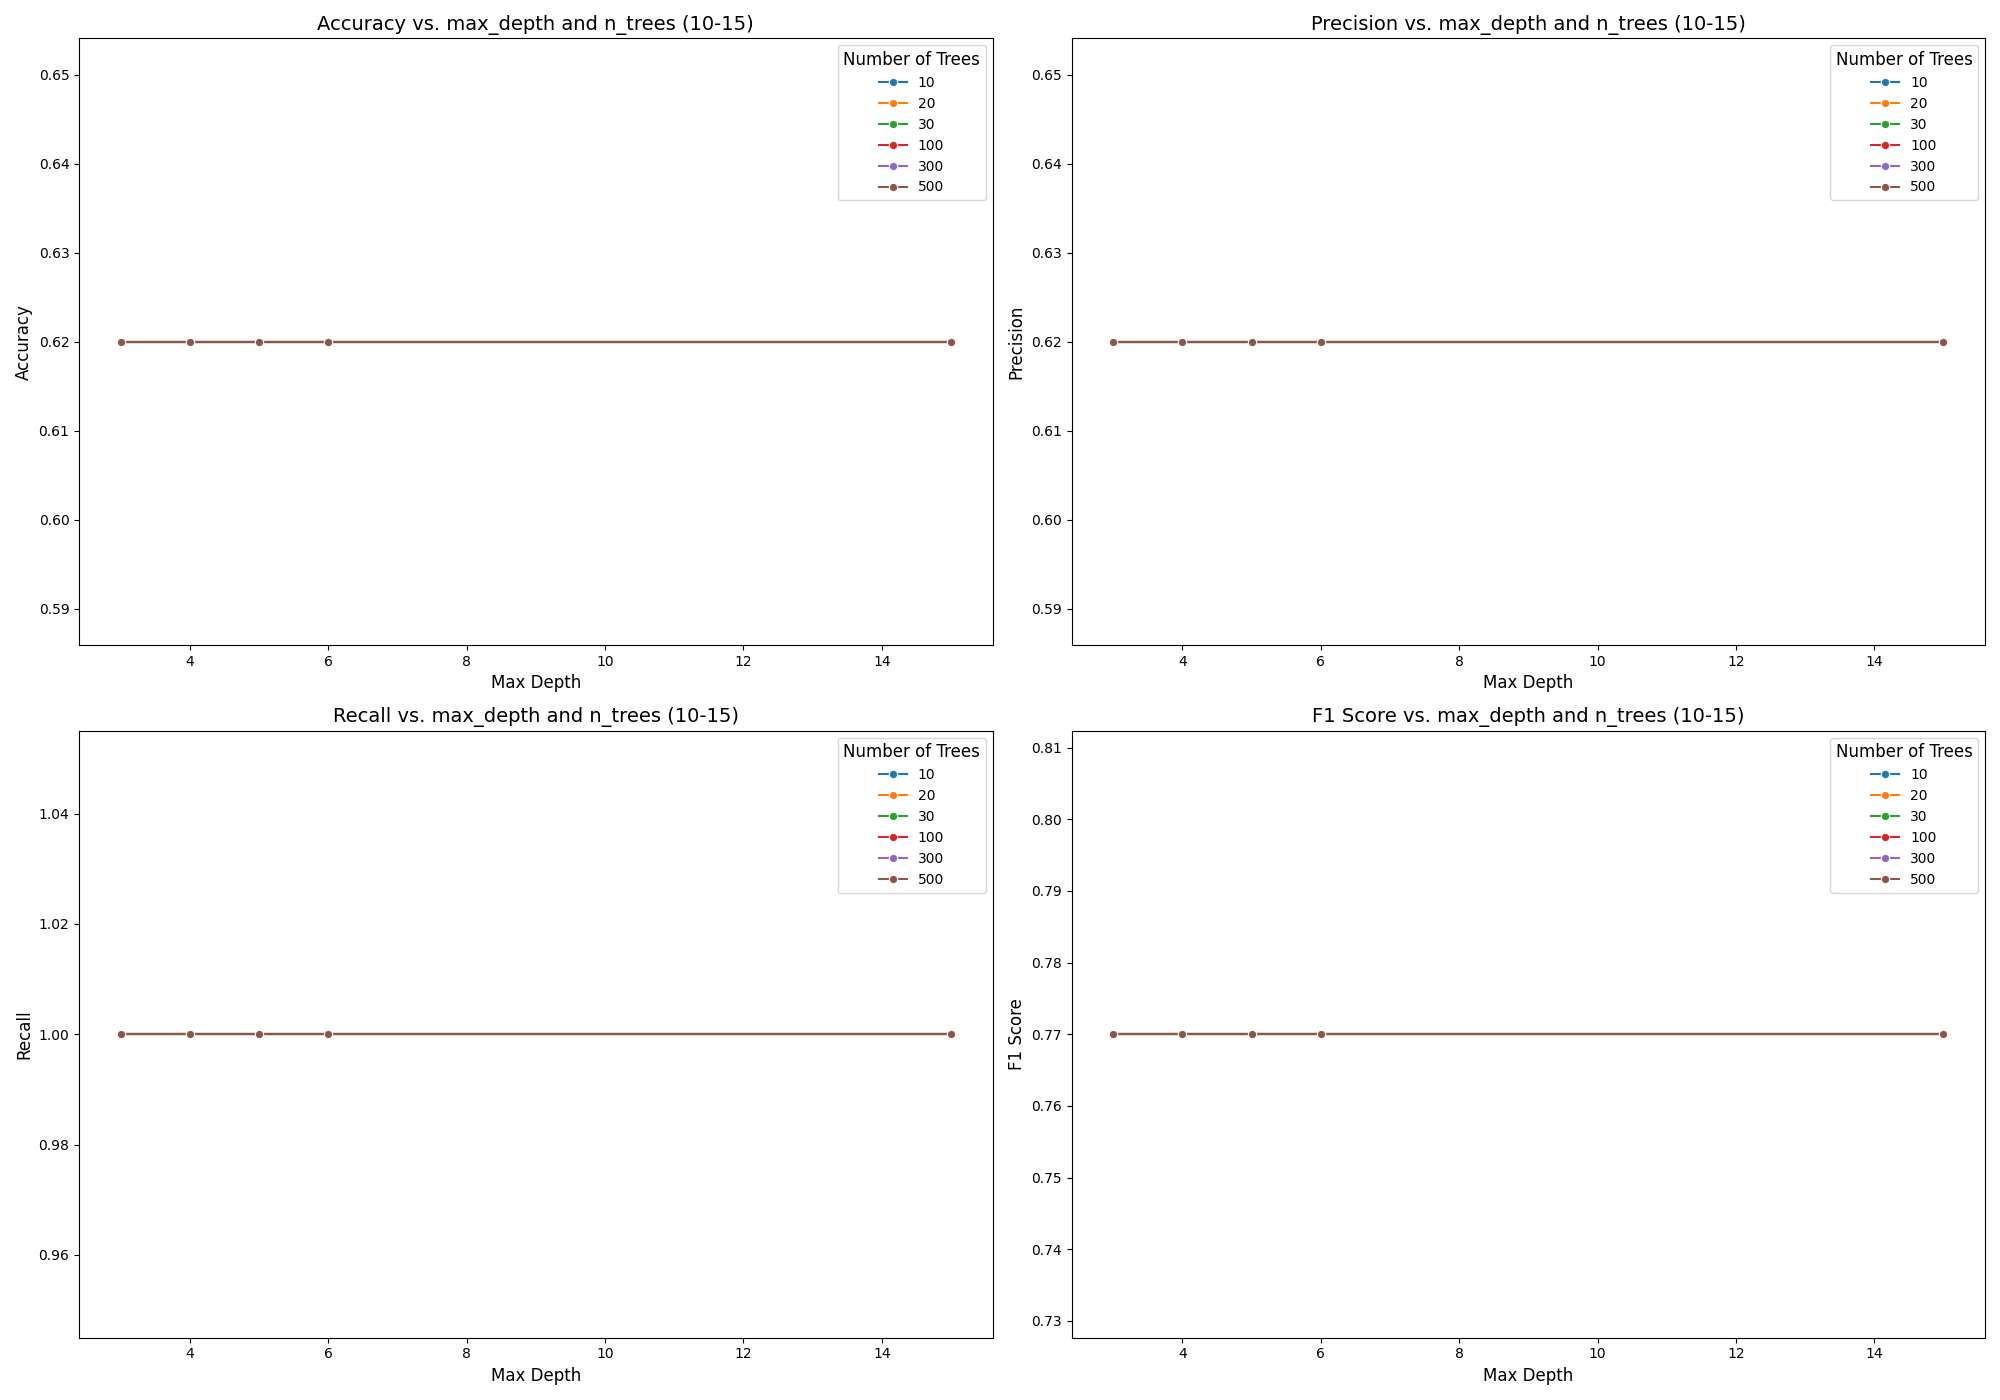 Accuracy vs. max_depth and n_trees (10-15)
Accuracy
0.65
0.64
0.63
0.62
0.61
0.60
0.59
4 6 8 10 12 14
Max Depth
Number of Trees
10
20
30
100
300
500
Precision vs. max_depth and n_trees (10-15)
Precision
0.65
0.64
0.63
0.62
0.61
0.60
0.59
4 6 8 10 12 14
Max Depth
Number of Trees
10
20
30
100
300
500
Recall vs. max_depth and n_trees (10-15)
Recall
1.04
1.02
1.00
0.98
0.96
4 6 8 10 12 14
Max Depth
Number of Trees
10
20
30
100
300
500
F1 Score vs. max_depth and n_trees (10-15)
F1 Score
0.81
0.80
0.79
0.78
0.77
0.76
0.75
0.74
0.73
4 6 8 10 12 14
Max Depth
Number of Trees
10
20
30
100
300
500